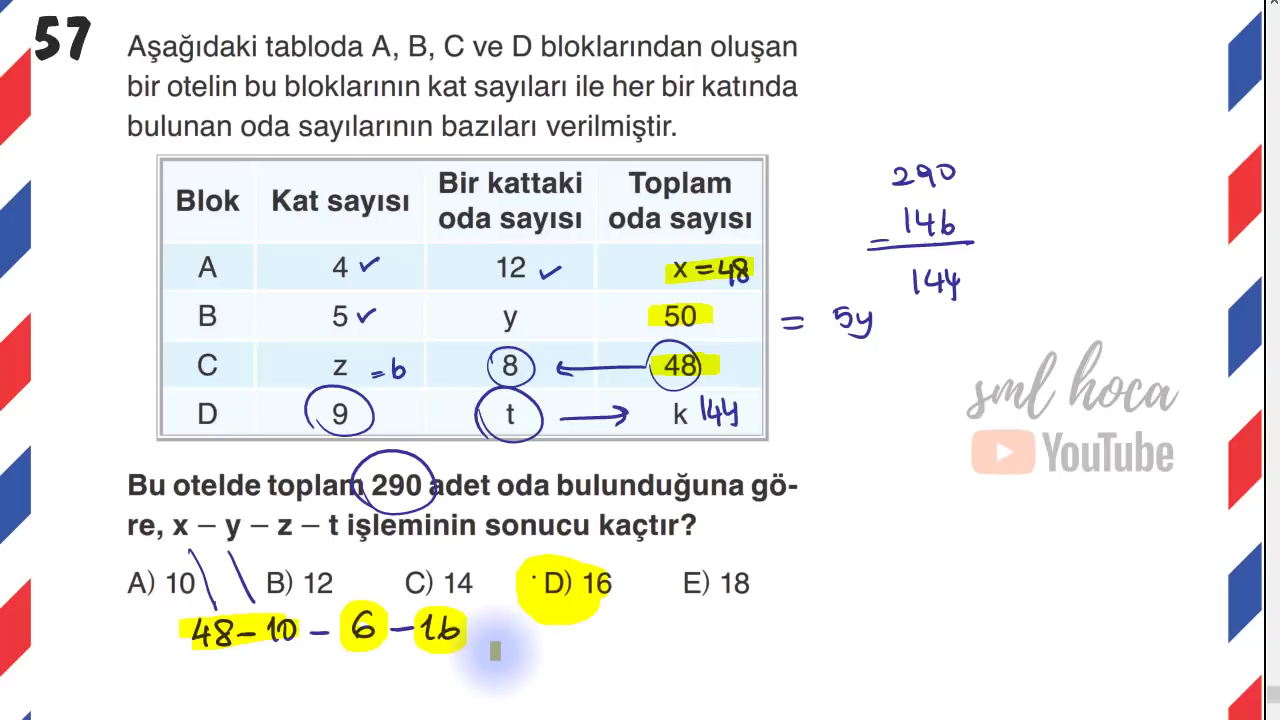 57
Aşağıdaki tabloda A, B, C ve D bloklarından oluşan
bir otelin bu bloklarının kat sayıları ile her bir katında
bulunan oda sayılarının bazıları verilmiştir.
Blok Kat sayısı Bir kattaki oda sayısı Toplam oda sayısı
A 4 ✓ 12 ✓ x = 48
B 5 ✓ y 50 = 5y
C z = 6 8 ← 48
D 9 t → k 144
290
- 146
144
sml hoca
YouTube
Bu otelde toplam 290 adet oda bulunduğuna gö-
re, x – y – z – t işleminin sonucu kaçtır?
A) 10 B) 12 C) 14 D) 16 E) 18
48 – 10 – 6 – 16